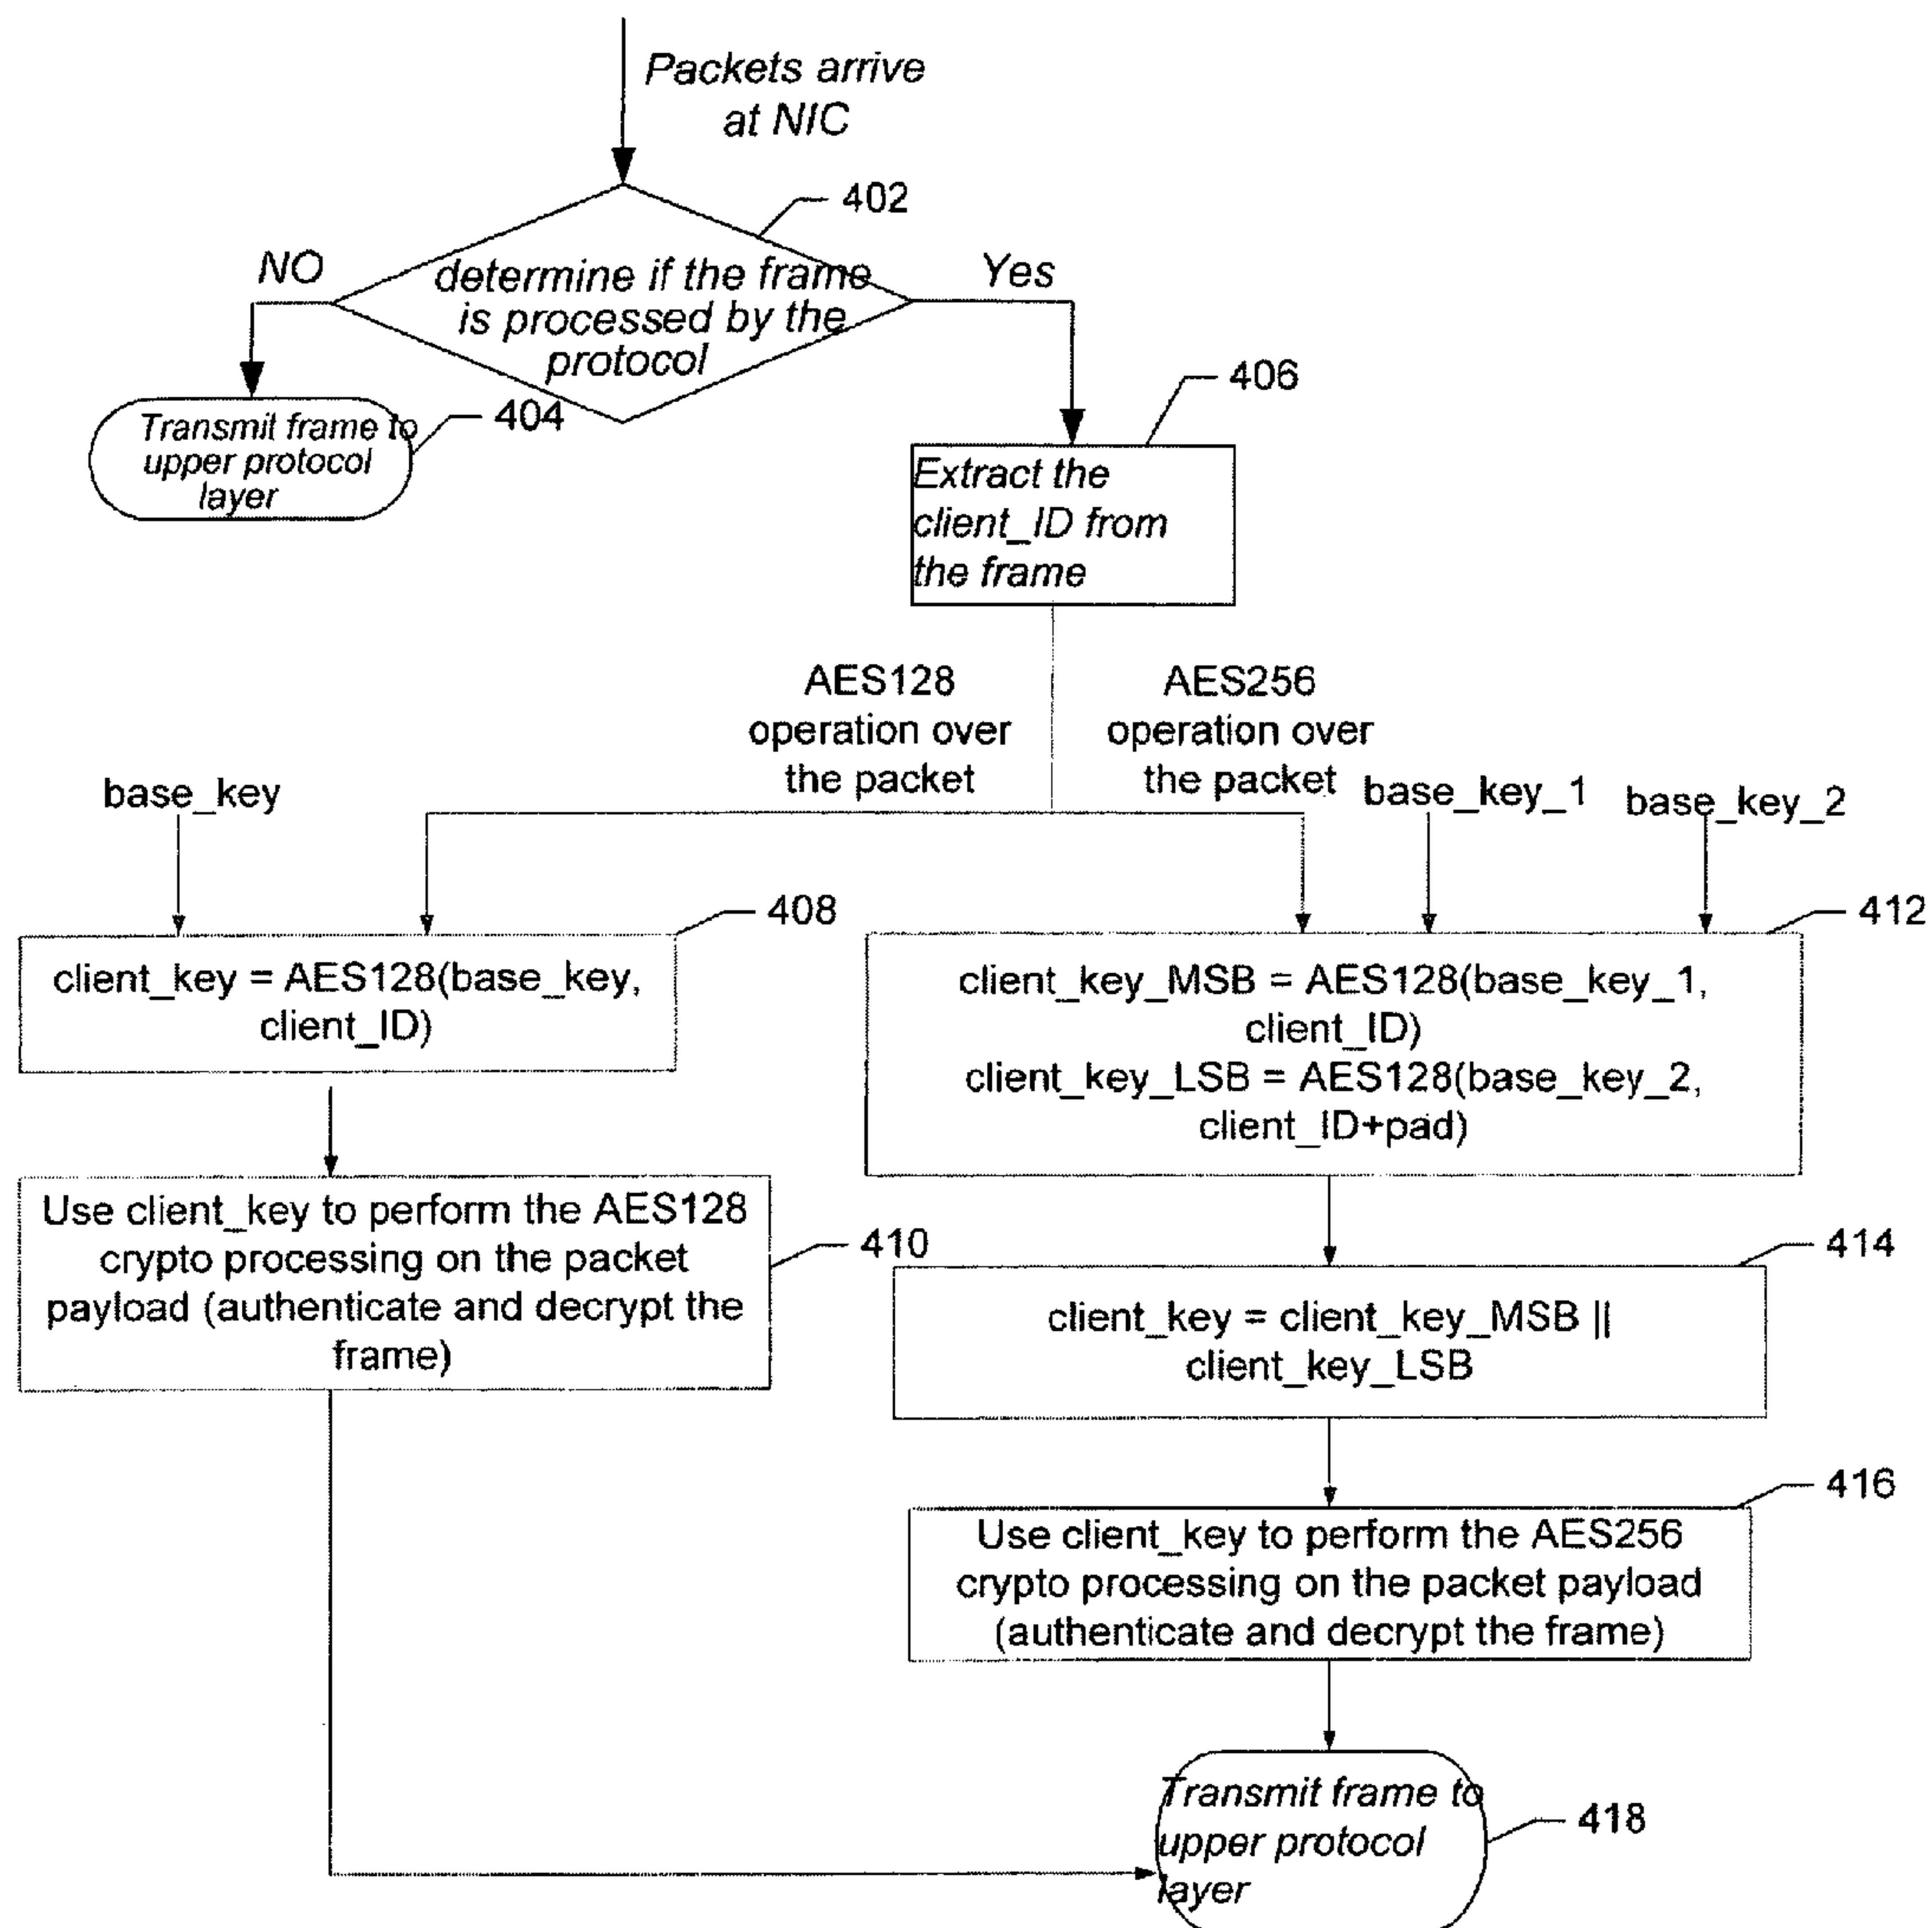 Packets arrive
at NIC
402
NO
Yes
determine if the frame
is processed by the
protocol
404
Transmit frame to
upper protocol
layer
406
Extract the
client_ID from
the frame
AES128
operation over
the packet
AES256
operation over
the packet
base_key
base_key_1
base_key_2
408
client_key = AES128(base_key,
client_ID)
412
client_key_MSB = AES128(base_key_1,
client_ID)
client_key_LSB = AES128(base_key_2,
client_ID+pad)
410
Use client_key to perform the AES128
crypto processing on the packet
payload (authenticate and decrypt the
frame)
414
client_key = client_key_MSB ||
client_key_LSB
416
Use client_key to perform the AES256
crypto processing on the packet payload
(authenticate and decrypt the frame)
Transmit frame to
upper protocol
layer
418